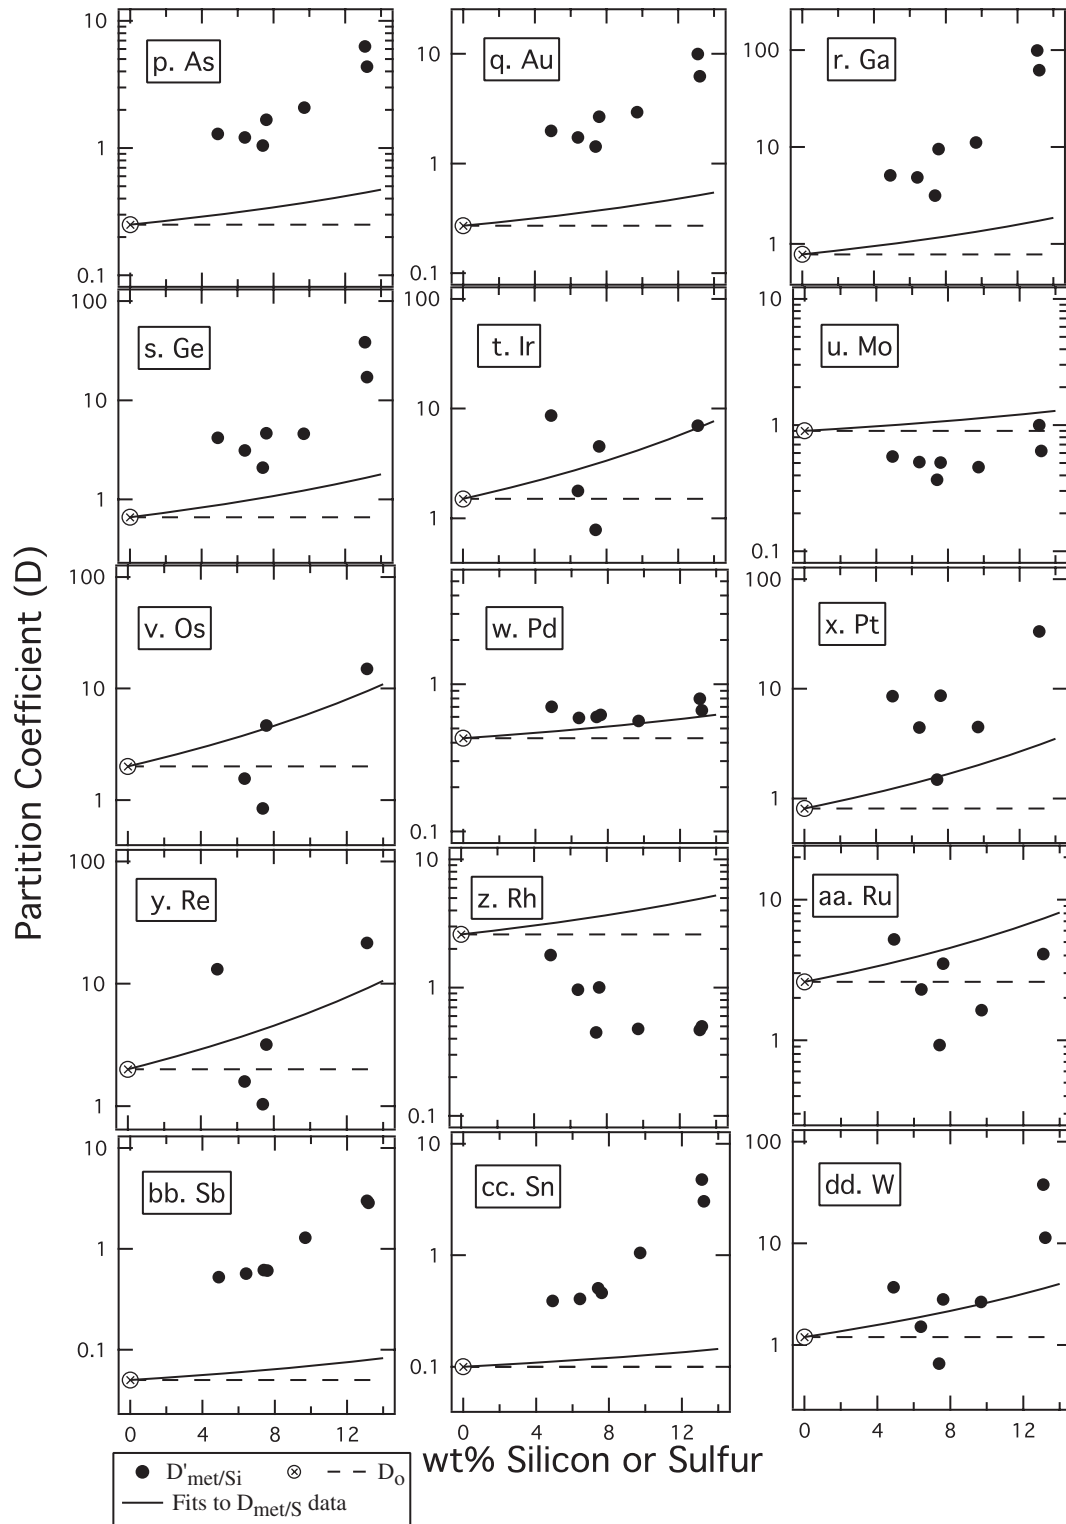 Partition Coefficient (D)
p. As
10
1
0.1
q. Au
10
1
0.1
r. Ga
100
10
1
s. Ge
100
10
1
t. Ir
100
10
1
u. Mo
10
1
0.1
v. Os
100
10
1
w. Pd
1
0.1
x. Pt
100
10
1
y. Re
100
10
1
z. Rh
10
1
0.1
aa. Ru
10
1
bb. Sb
10
1
0.1
cc. Sn
10
1
0.1
dd. W
100
10
1
0 4 8 12
0 4 8 12
0 4 8 12
wt% Silicon or Sulfur
D'met/Si Do
Fits to Dmet/S data